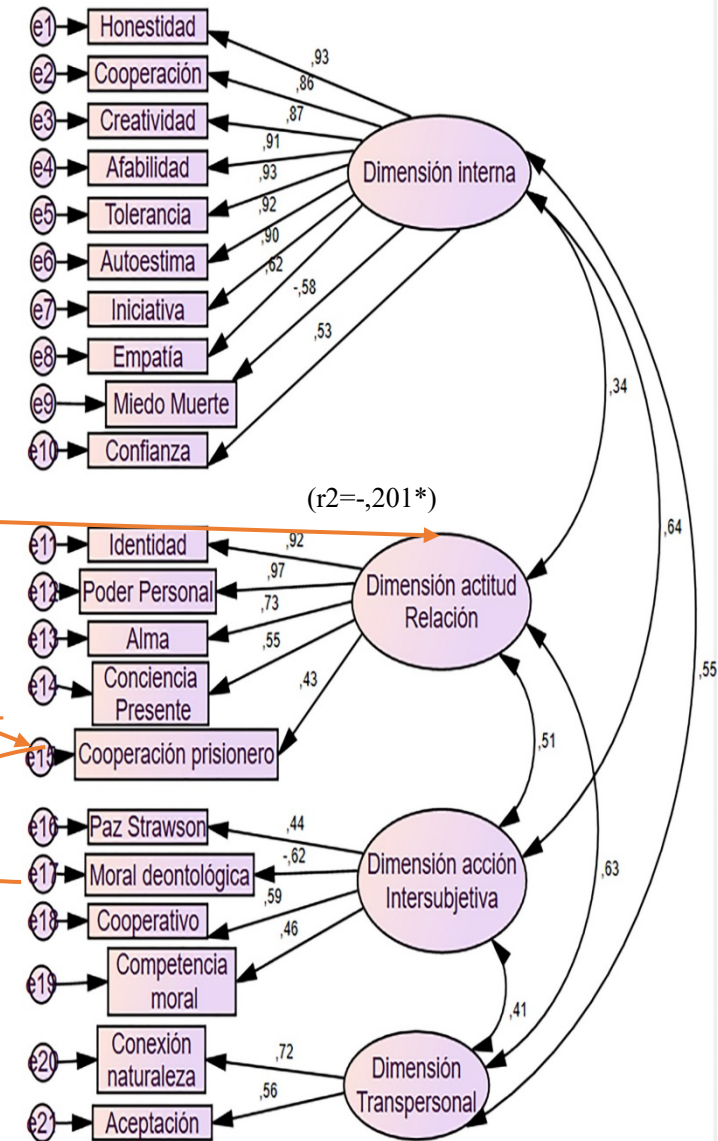 e1 Honestidad
,93
e2 Cooperación
,86
e3 Creatividad
,87
e4 Afabilidad
,91
Dimensión interna
,93
e5 Tolerancia
,92
e6 Autoestima
,90
,62
e7 Iniciativa
-,58
e8 Empatía
,53
e9 Miedo Muerte
,34
e10 Confianza
(r2=-,201*)
,64
e11 Identidad
,92
,97
e12 Poder Personal
Dimensión actitud
Relación
,73
e13 Alma
,55
e14 Conciencia
Presente
,43
,55
e15 Cooperación prisionero
,51
e16 Paz Strawson
,44
-,62
e17 Moral deontológica
Dimensión acción
Intersubjetiva
,63
,59
e18 Cooperativo
,46
e19 Competencia
moral
,41
e20 Conexión
naturaleza
,72
Dimensión
Transpersonal
,56
e21 Aceptación